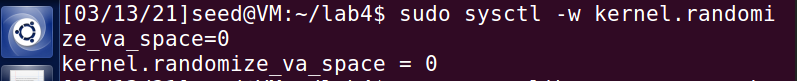 [03/13/21]seed@VM:~/lab4$ sudo sysctl -w kernel.randomi
ze_va_space=0
kernel.randomize_va_space = 0